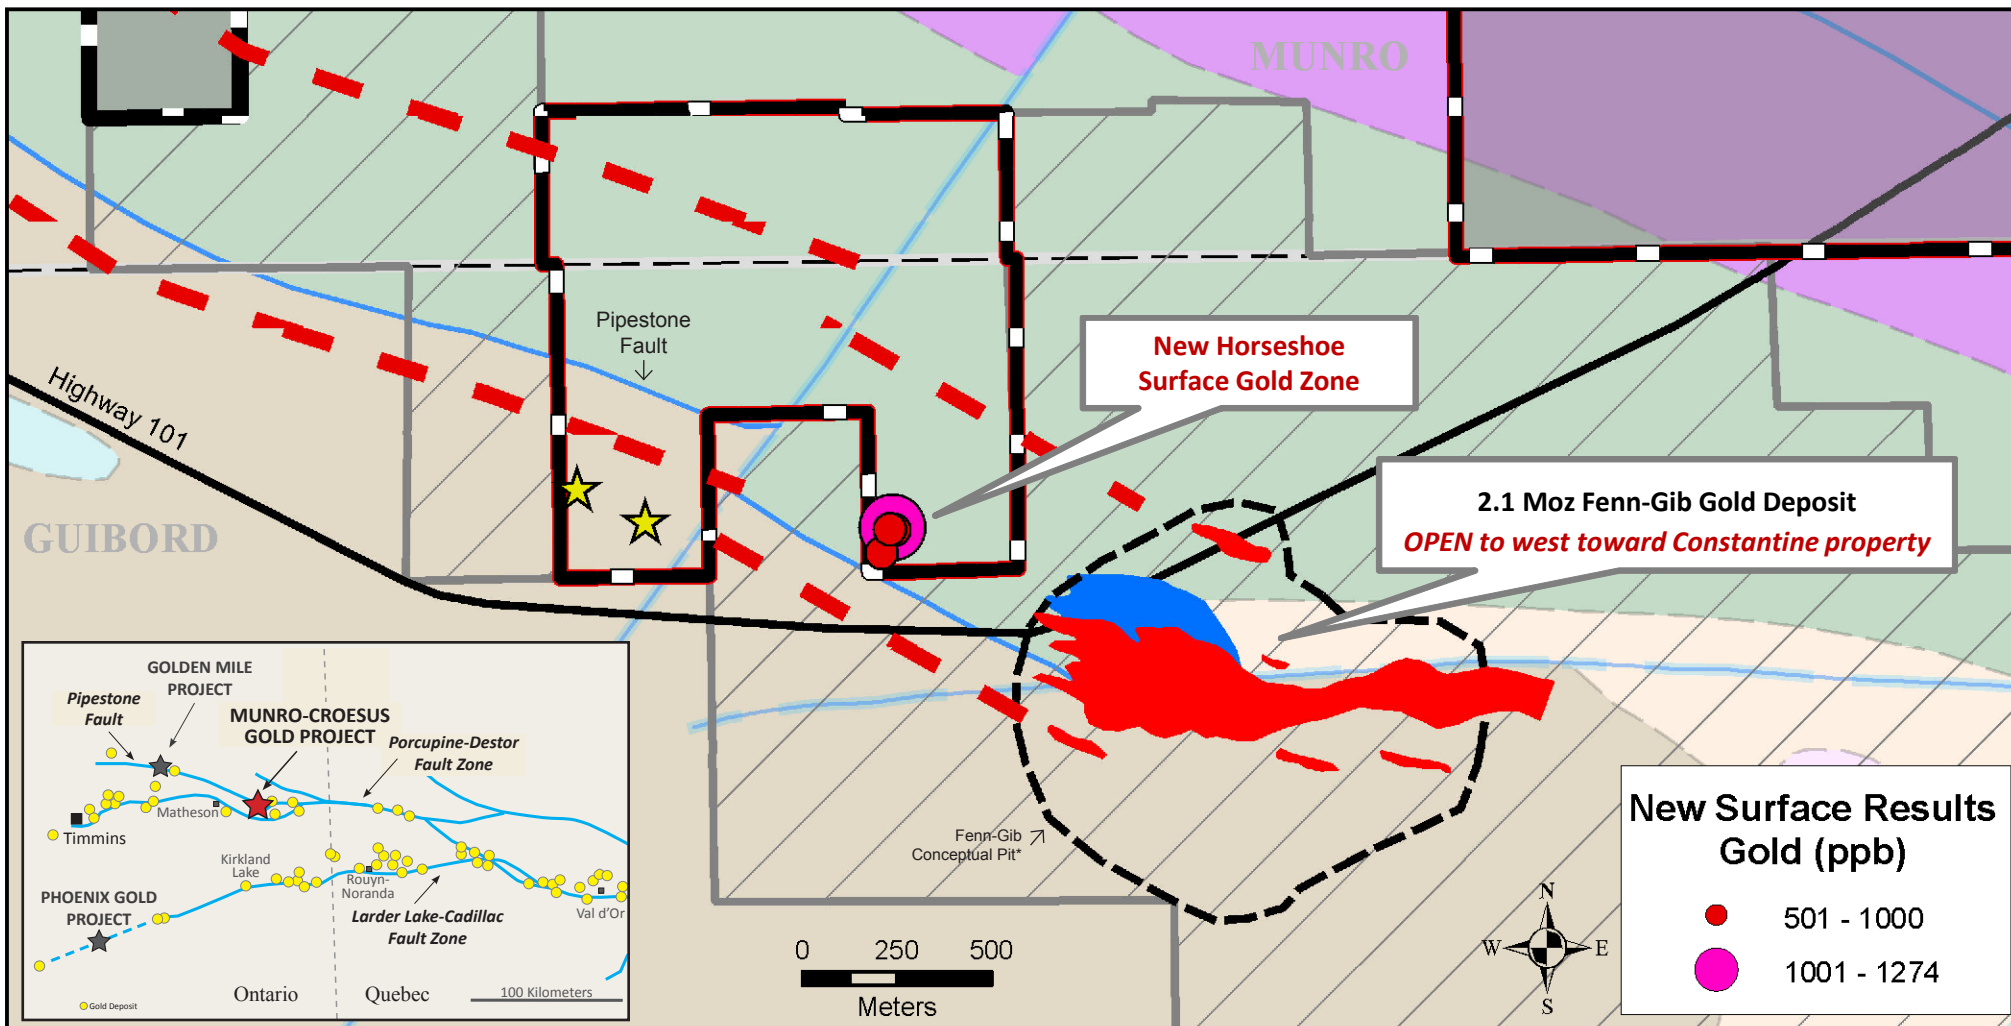 MUNRO
Pipestone
Fault
New Horseshoe
Surface Gold Zone
Highway 101
2.1 Moz Fenn-Gib Gold Deposit
OPEN to west toward Constantine property
GUIBORD
GOLDEN MILE
PROJECT
Pipestone
Fault
MUNRO-CROESUS
GOLD PROJECT
Porcupine-Destor
Fault Zone
Matheson
Timmins
Kirkland
Lake
Rouyn-
Noranda
Val d'Or
PHOENIX GOLD
PROJECT
Larder Lake-Cadillac
Fault Zone
Ontario
Quebec
100 Kilometers
Gold Deposit
Fenn-Gib
Conceptual Pit*
0 250 500
Meters
N
W E
S
New Surface Results
Gold (ppb)
501 - 1000
1001 - 1274